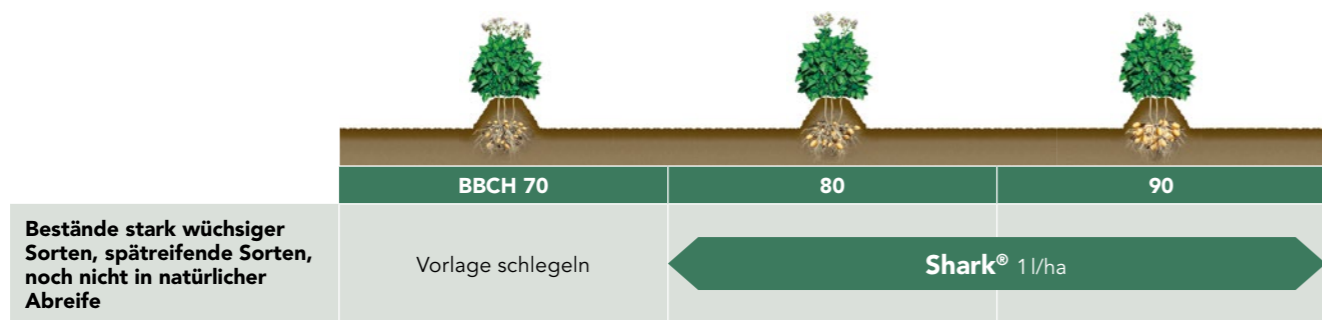 BBCH 70
80
90
Bestände stark wüchsiger
Sorten, spätreifende Sorten,
noch nicht in natürlicher
Abreife
Vorlage schlegeln
Shark® 1 l/ha